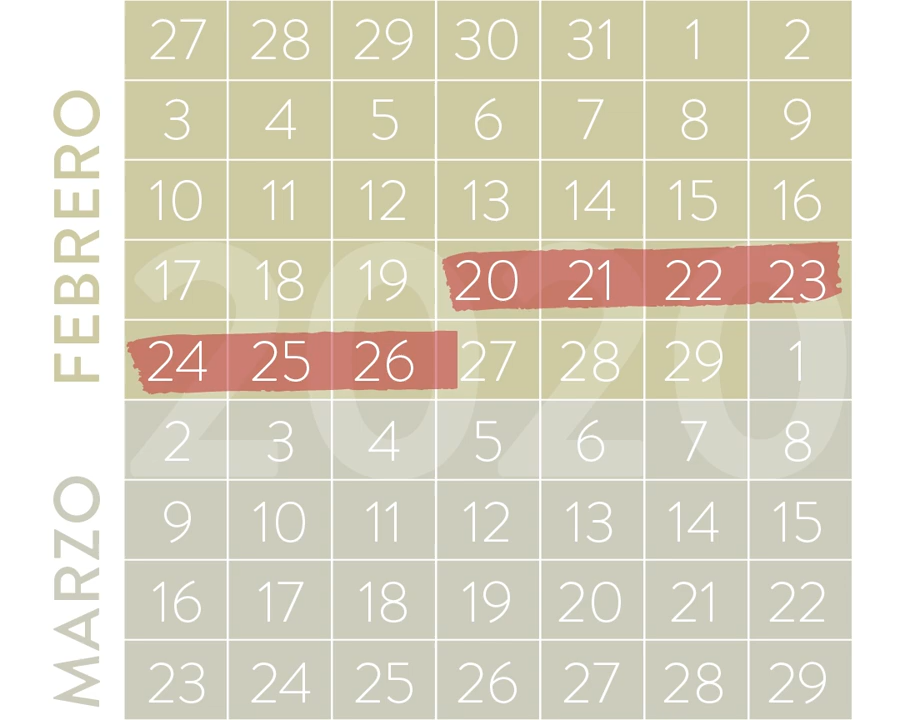 FEBRERO
MARZO
2020
27 28 29 30 31 1 2
3 4 5 6 7 8 9
10 11 12 13 14 15 16
17 18 19 20 21 22 23
24 25 26 27 28 29 1
2 3 4 5 6 7 8
9 10 11 12 13 14 15
16 17 18 19 20 21 22
23 24 25 26 27 28 29